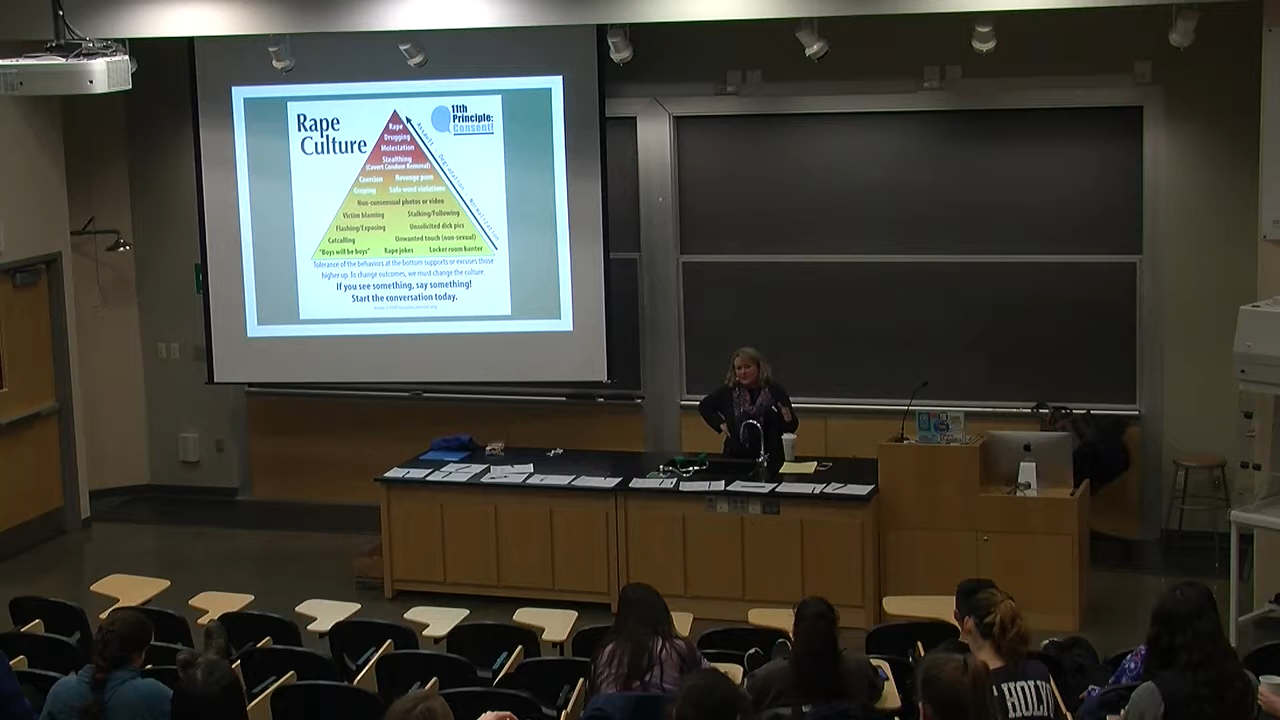 Rape
Culture
11th
Principle:
Consent!
Rape
Drugging
Molestation
Stealthing
(Covert Condom Removal)
Coercion Revenge porn
Groping Safe word violations
Non-consensual photos or video
Victim blaming Stalking/Following
Flashing/Exposing Unsolicited dick pics
Catcalling Unwanted touch (non-sexual)
"Boys will be boys" Rape jokes Locker room banter
Assault - Degradation - Normalization
Tolerance of the behaviors at the bottom supports or excuses those
higher up. To change outcomes, we must change the culture.
If you see something, say something!
Start the conversation today.
HOLYO